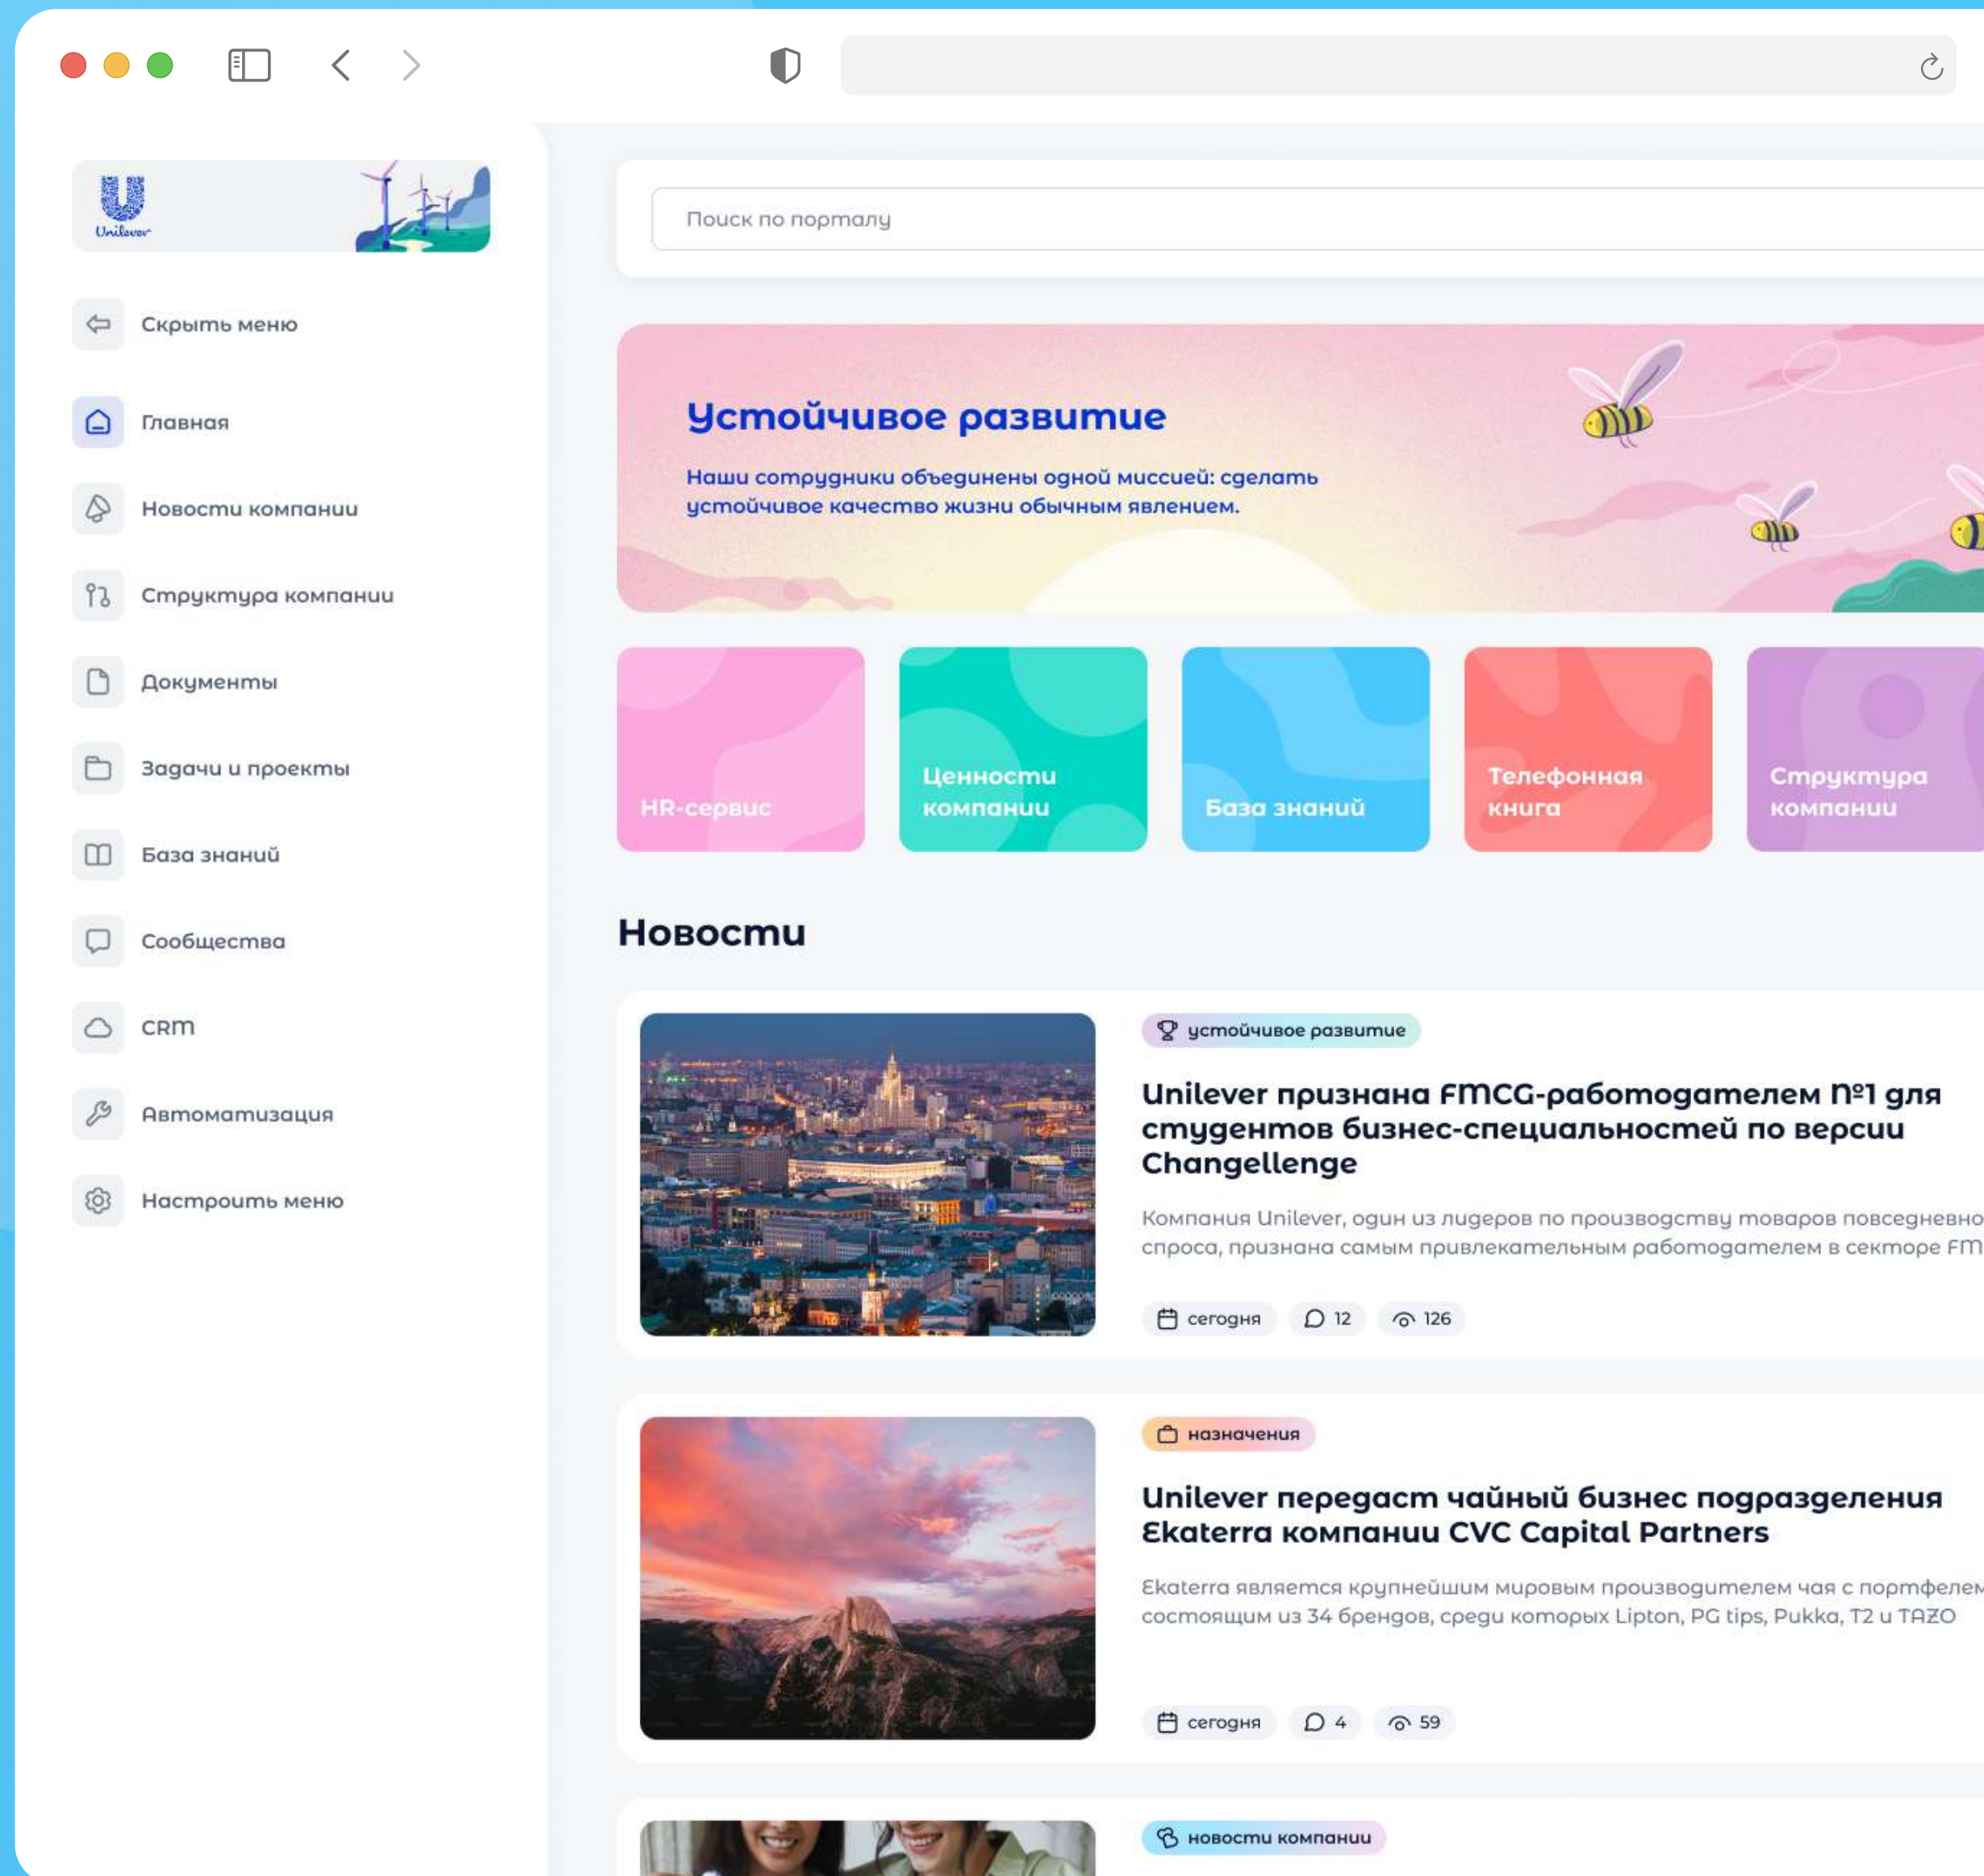 Unilever
Скрыть меню
Главная
Новости компании
Структура компании
Документы
Задачи и проекты
База знаний
Сообщества
CRM
Автоматизация
Настроить меню
Поиск по порталу
Устойчивое развитие
Наши сотрудники объединены одной миссией: сделать
устойчивое качество жизни обычным явлением.
HR-сервис
Ценности
компании
База знаний
Телефонная
книга
Структура
компании
Новости
устойчивое развитие
Unilever признана FMCG-работодателем №1 для
студентов бизнес-специальностей по версии
Changellenge
Компания Unilever, один из лидеров по производству товаров повседневно
спроса, признана самым привлекательным работодателем в секторе FM
сегодня 12 126
назначения
Unilever передаст чайный бизнес подразделения
Ekaterra компании CVC Capital Partners
Ekaterra является крупнейшим мировым производителем чая с портфелем
состоящим из 34 брендов, среди которых Lipton, PG tips, Pukka, T2 и TAZO
сегодня 4 59
новости компании